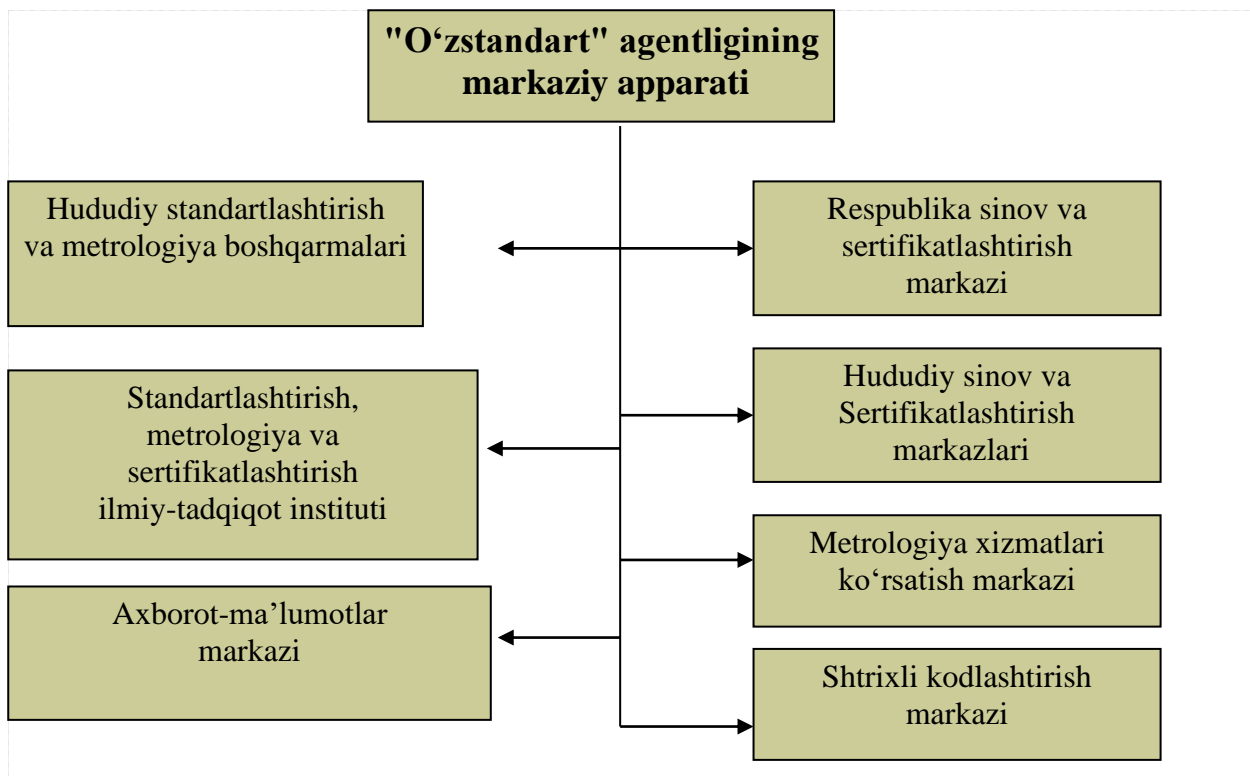 "O‘zstandart" agentligining
markaziy apparati
Hududiy standartlashtirish
va metrologiya boshqarmalari
Respublika sinov va
sertifikatlashtirish
markazi
Standartlashtirish,
metrologiya va
sertifikatlashtirish
ilmiy-tadqiqot instituti
Hududiy sinov va
Sertifikatlashtirish
markazlari
Axborot-ma’lumotlar
markazi
Metrologiya xizmatlari
ko‘rsatish markazi
Shtrixli kodlashtirish
markazi